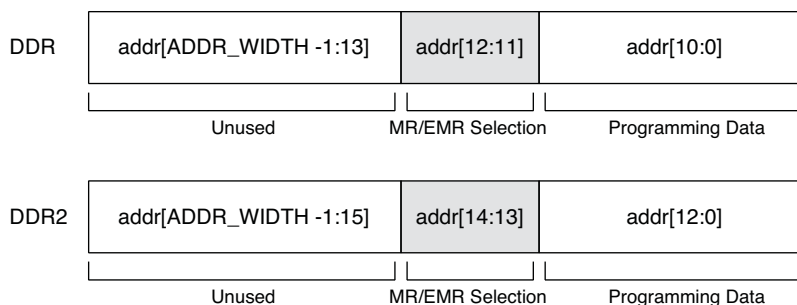 DDR addr[ADDR_WIDTH -1:13] addr[12:11] addr[10:0]
Unused MR/EMR Selection Programming Data
DDR2 addr[ADDR_WIDTH -1:15] addr[14:13] addr[12:0]
Unused MR/EMR Selection Programming Data